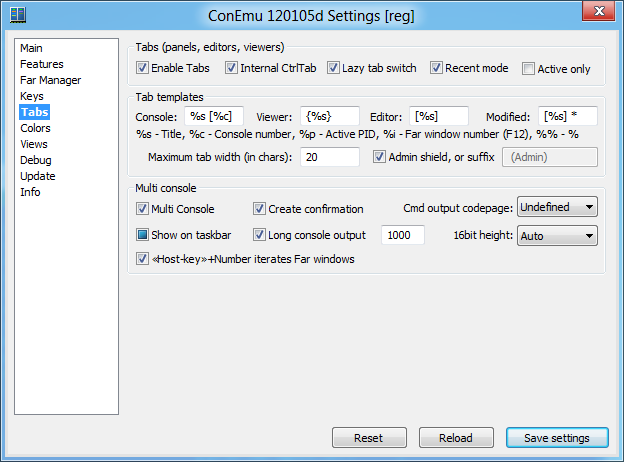 ConEmu 120105d Settings [reg]
Main
Features
Far Manager
Keys
Tabs
Colors
Views
Debug
Update
Info
Tabs (panels, editors, viewers)
Enable Tabs Internal CtrlTab Lazy tab switch Recent mode Active only
Tab templates
Console: %s [%c] Viewer: {%s} Editor: [%s] Modified: [%s] *
%s - Title, %c - Console number, %p - Active PID, %i - Far window number (F12), %% - %
Maximum tab width (in chars): 20 Admin shield, or suffix (Admin)
Multi console
Multi Console Create confirmation Cmd output codepage: Undefined
Show on taskbar Long console output 1000 16bit height: Auto
«Host-key»+Number iterates Far windows
Reset Reload Save settings